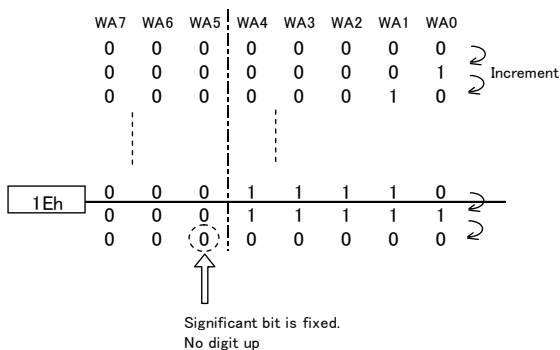 WA7 WA6 WA5 WA4 WA3 WA2 WA1 WA0
0 0 0 0 0 0 0 0
0 0 0 0 0 0 0 1 Increment
0 0 0 0 0 0 1 0
1Eh 0 0 0 1 1 1 1 0
0 0 0 1 1 1 1 1
0 0 0 0 0 0 0 0
Significant bit is fixed.
No digit up